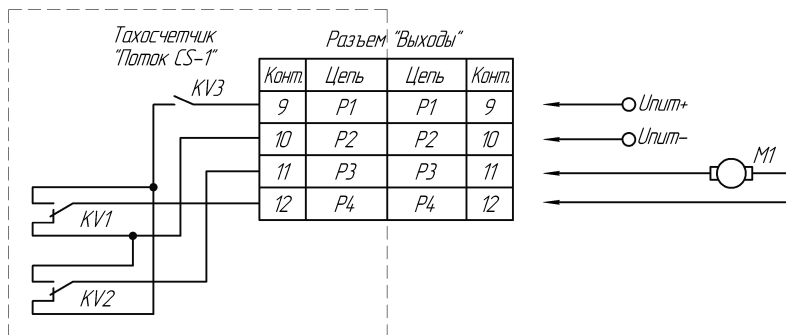 Тахосчетчик
"Поток CS-1"
Разъем "Выходы"
KV3
Конт. Цепь Цепь Конт.
9 P1 P1 9
10 P2 P2 10
11 P3 P3 11
12 P4 P4 12
Uпит+
Uпит-
M1
KV1
KV2